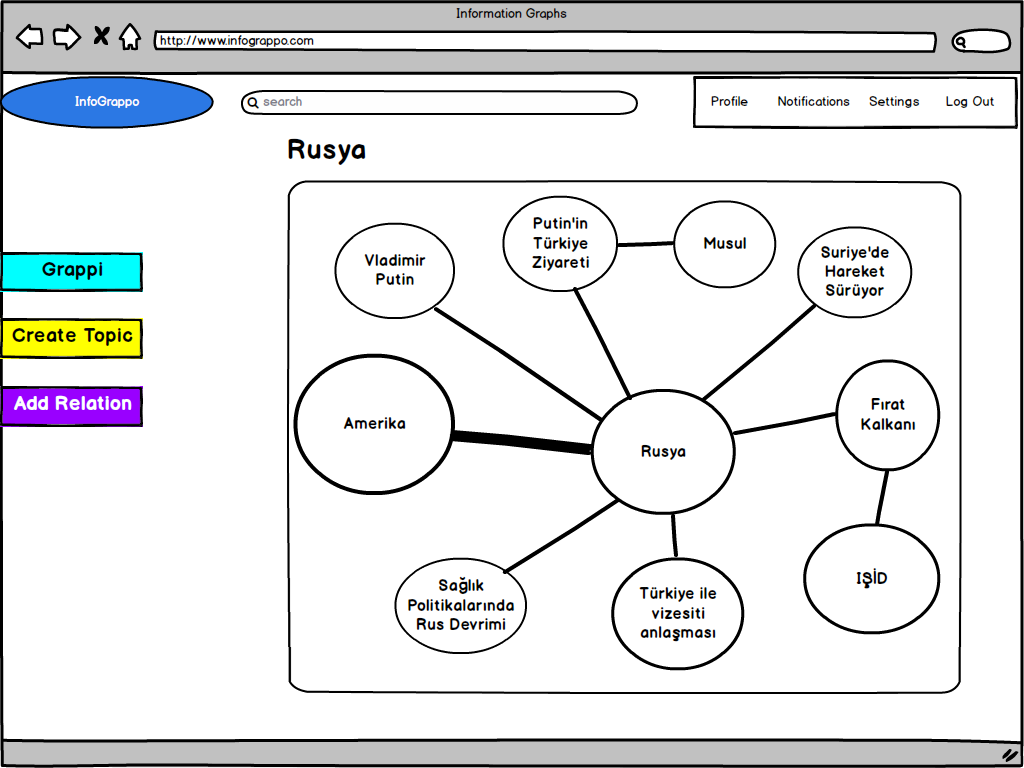 Information Graphs
http://www.infograppo.com
InfoGrappo
search
Profile Notifications Settings Log Out
Rusya
Grappi
Create Topic
Add Relation
Vladimir
Putin
Putin'in
Türkiye
Ziyareti
Musul
Suriye'de
Hareket
Sürüyor
Amerika
Rusya
Fırat
Kalkanı
Sağlık
Politikalarında
Rus Devrimi
Türkiye ile
vizesiti
anlaşması
IŞİD